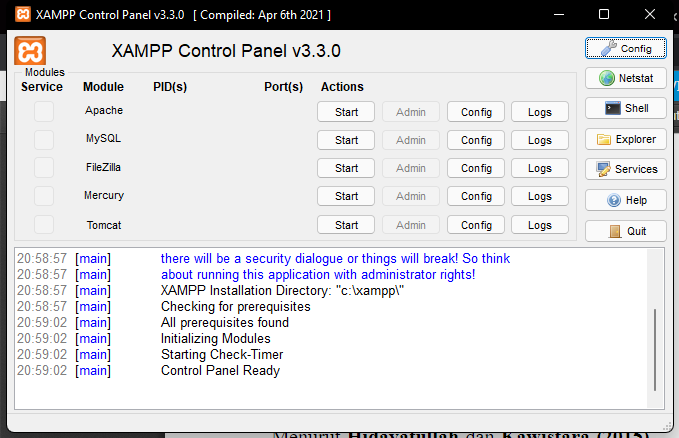 XAMPP Control Panel v3.3.0 [ Compiled: Apr 6th 2021 ]
XAMPP Control Panel v3.3.0
Config
Modules
Service Module PID(s) Port(s) Actions
Netstat
Apache Start Admin Config Logs
Shell
MySQL Start Admin Config Logs
Explorer
FileZilla Start Admin Config Logs
Services
Mercury Start Admin Config Logs
Help
Tomcat Start Admin Config Logs
Quit
20:58:57 [main] there will be a security dialogue or things will break! So think
20:58:57 [main] about running this application with administrator rights!
20:58:57 [main] XAMPP Installation Directory: "c:\xampp\"
20:58:57 [main] Checking for prerequisites
20:59:02 [main] All prerequisites found
20:59:02 [main] Initializing Modules
20:59:02 [main] Starting Check-Timer
20:59:02 [main] Control Panel Ready
Menurut Hidayatullah dan Kawistara (2015)